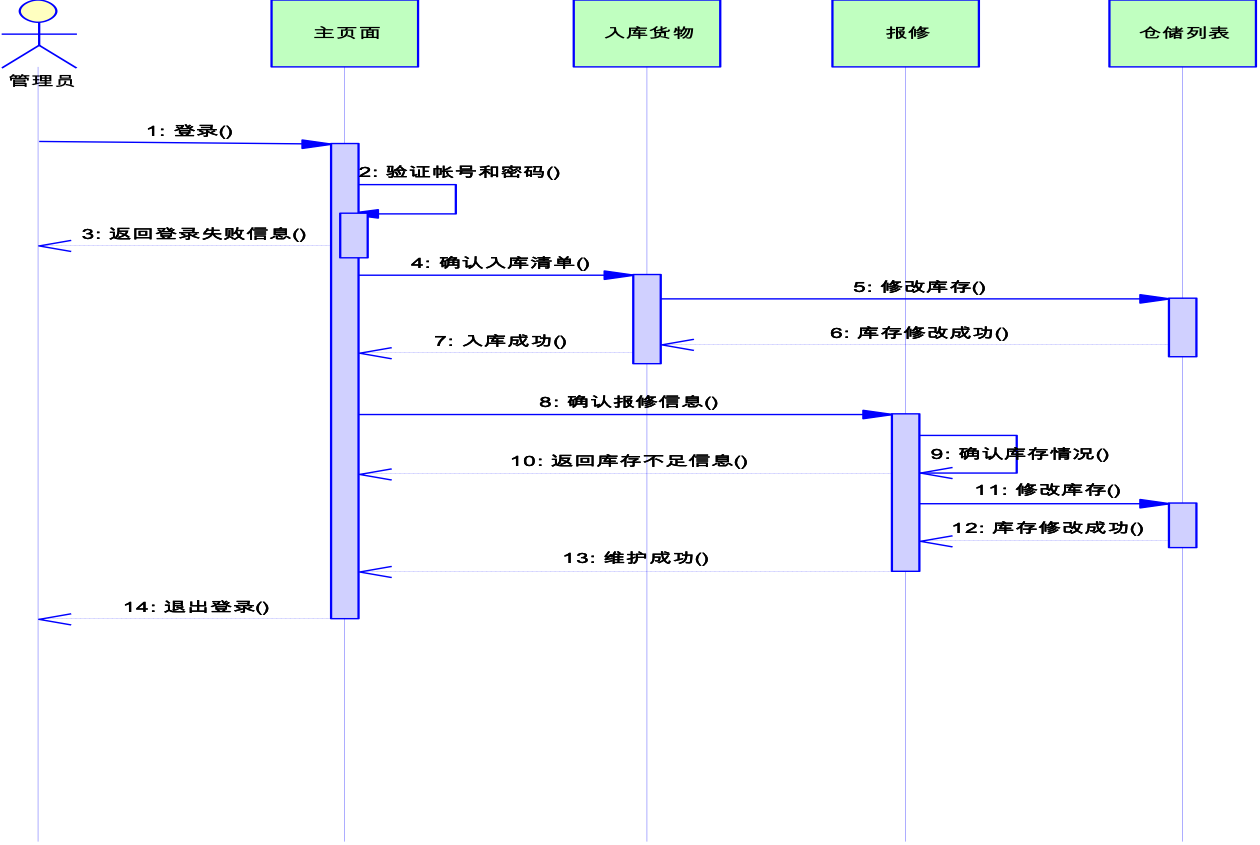 主页面
入库货物
报修
仓储列表
管理员
1: 登录()
2: 验证帐号和密码()
3: 返回登录失败信息()
4: 确认入库清单()
5: 修改库存()
6: 库存修改成功()
7: 入库成功()
8: 确认报修信息()
9: 确认库存情况()
10: 返回库存不足信息()
11: 修改库存()
12: 库存修改成功()
13: 维护成功()
14: 退出登录()